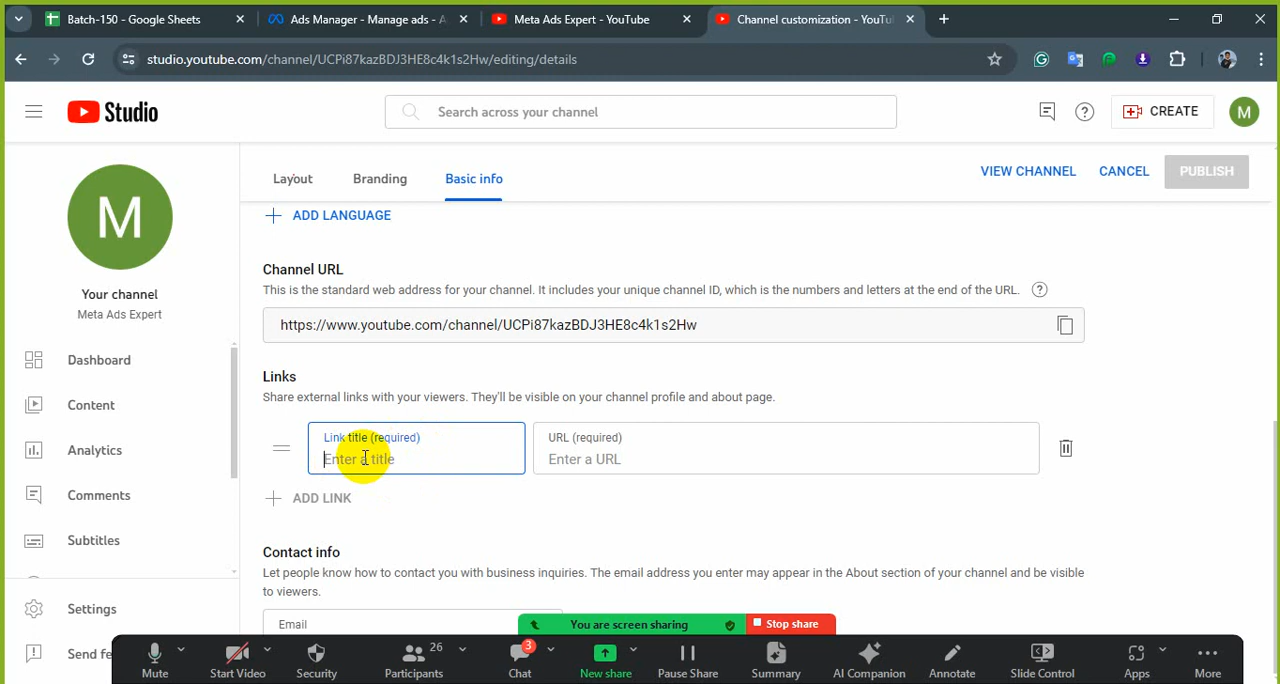 Batch-150 - Google Sheets
Ads Manager - Manage ads - A
Meta Ads Expert - YouTube
Channel customization - YouTu
studio.youtube.com/channel/UCPi87kazBDJ3HE8c4k1s2Hw/editing/details
Studio
Search across your channel
CREATE
M
M
Your channel
Meta Ads Expert
Dashboard
Content
Analytics
Comments
Subtitles
Settings
Send fe
Layout
Branding
Basic info
VIEW CHANNEL
CANCEL
PUBLISH
ADD LANGUAGE
Channel URL
This is the standard web address for your channel. It includes your unique channel ID, which is the numbers and letters at the end of the URL.
https://www.youtube.com/channel/UCPi87kazBDJ3HE8c4k1s2Hw
Links
Share external links with your viewers. They'll be visible on your channel profile and about page.
Link title (required)
Enter a title
URL (required)
Enter a URL
ADD LINK
Contact info
Let people know how to contact you with business inquiries. The email address you enter may appear in the About section of your channel and be visible
to viewers.
Email
You are screen sharing
Stop share
Mute
Start Video
Security
26
Participants
3
Chat
New share
Pause Share
Summary
AI Companion
Annotate
Slide Control
Apps
More